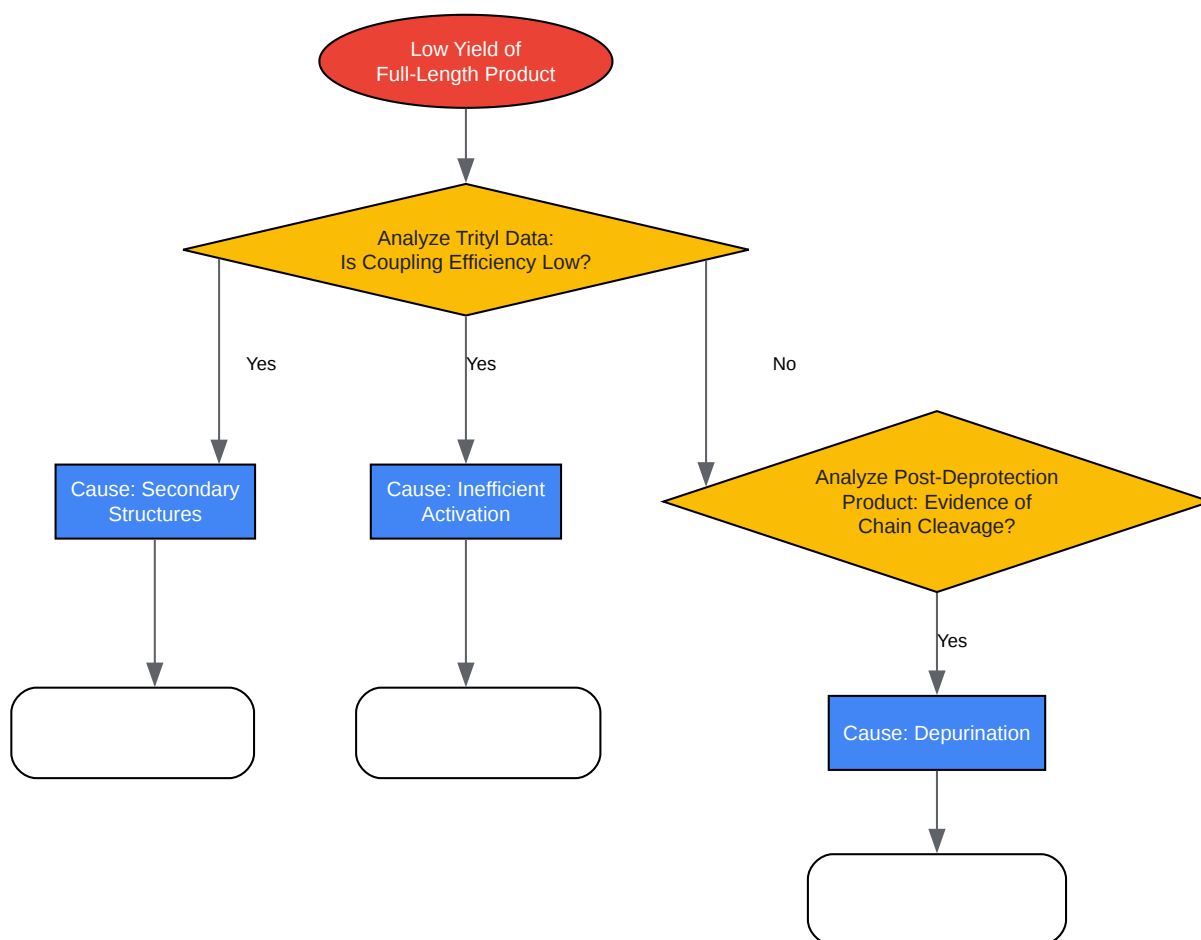 Low Yield of
Full-Length Product
Analyze Trityl Data:
Is Coupling Efficiency Low?
Yes
Yes
No
Cause: Secondary
Structures
Cause: Inefficient
Activation
Analyze Post-Deprotection
Product: Evidence of
Chain Cleavage?
Yes
Cause: Depurination